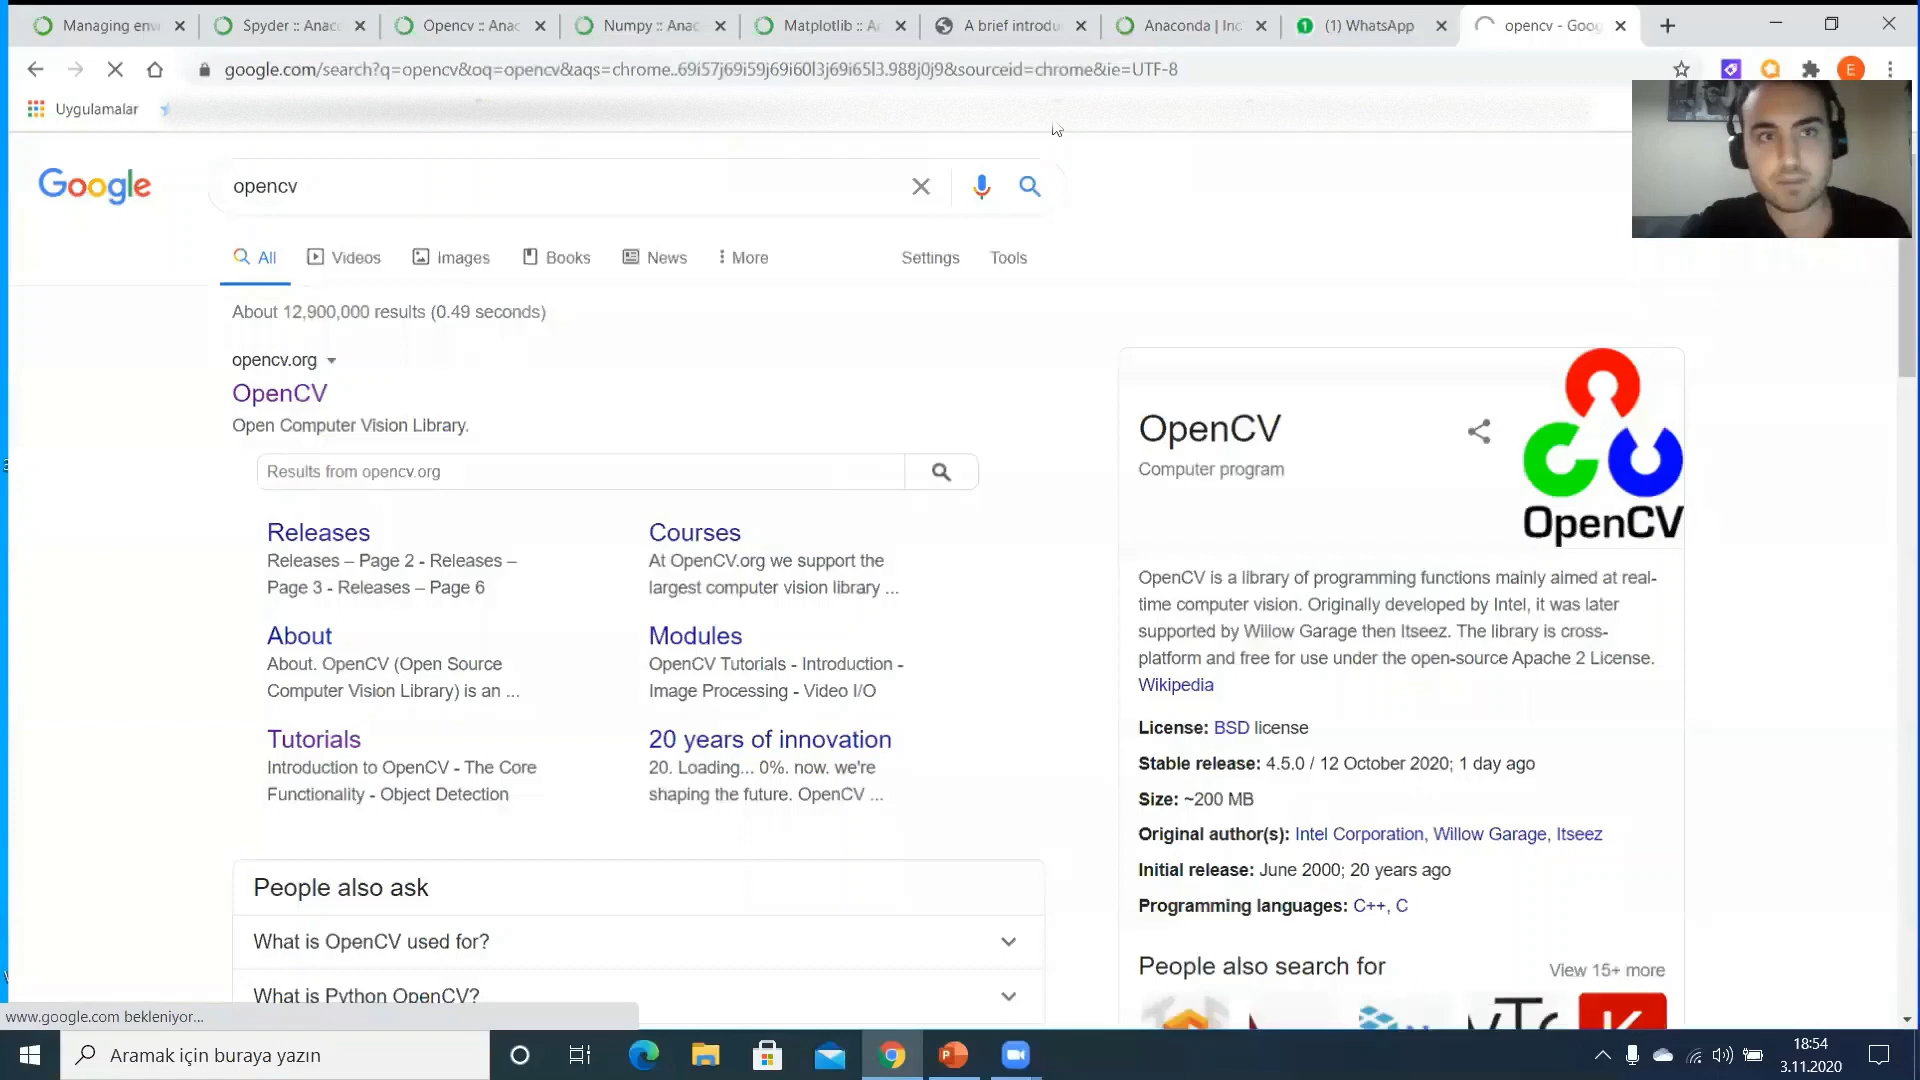 Managing env
Spyder :: Anac
Opencv :: Anac
Numpy :: Anac
Matplotlib :: A
A brief introdu
Anaconda | Inc
(1) WhatsApp
opencv - Goog
google.com/search?q=opencv&oq=opencv&aqs=chrome..69i57j69i59j69i60l3j69i65l3.988j0j9&sourceid=chrome&ie=UTF-8
E
Uygulamalar
Google
opencv
All
Videos
Images
Books
News
More
Settings
Tools
About 12,900,000 results (0.49 seconds)
opencv.org
OpenCV
Open Computer Vision Library.
Results from opencv.org
Releases
Releases – Page 2 - Releases –
Page 3 - Releases – Page 6
Courses
At OpenCV.org we support the
largest computer vision library ...
About
About. OpenCV (Open Source
Computer Vision Library) is an ...
Modules
OpenCV Tutorials - Introduction -
Image Processing - Video I/O
Tutorials
Introduction to OpenCV - The Core
Functionality - Object Detection
20 years of innovation
20. Loading... 0%. now. we're
shaping the future. OpenCV ...
People also ask
What is OpenCV used for?
What is Python OpenCV?
OpenCV
Computer program
OpenCV
OpenCV is a library of programming functions mainly aimed at real-
time computer vision. Originally developed by Intel, it was later
supported by Willow Garage then Itseez. The library is cross-
platform and free for use under the open-source Apache 2 License.
Wikipedia
License: BSD license
Stable release: 4.5.0 / 12 October 2020; 1 day ago
Size: ~200 MB
Original author(s): Intel Corporation, Willow Garage, Itseez
Initial release: June 2000; 20 years ago
Programming languages: C++, C
People also search for
View 15+ more
www.google.com bekleniyor...
Aramak için buraya yazın
18:54
3.11.2020